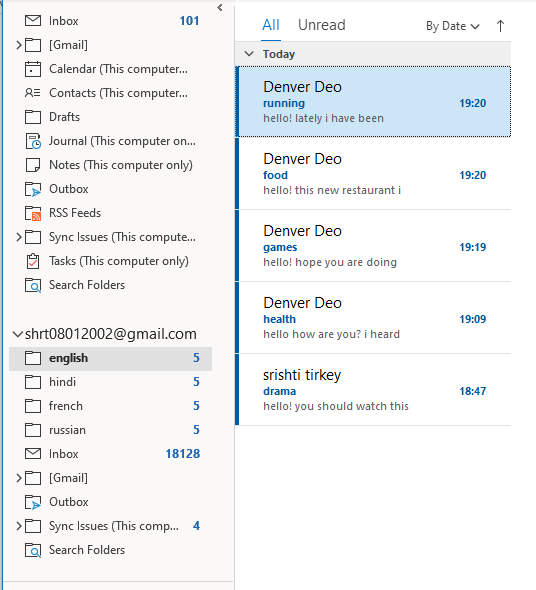 Inbox 101
[Gmail]
Calendar (This computer...
Contacts (This computer...
Drafts
Journal (This computer on...
Notes (This computer only)
Outbox
RSS Feeds
Sync Issues (This compute...
Tasks (This computer only)
Search Folders
shrt08012002@gmail.com
english 5
hindi 5
french 5
russian 5
Inbox 18128
[Gmail]
Outbox
Sync Issues (This comp... 4
Search Folders
All Unread By Date
Today
Denver Deo
running 19:20
hello! lately i have been
Denver Deo
food 19:20
hello! this new restaurant i
Denver Deo
games 19:19
hello! hope you are doing
Denver Deo
health 19:09
hello how are you? i heard
srishti tirkey
drama 18:47
hello! you should watch this